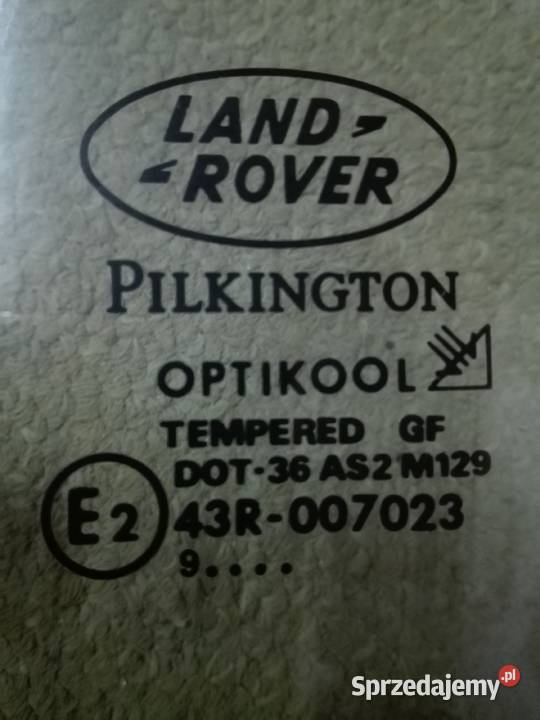 LAND
ROVER
PILKINGTON
OPTIKOOL
TEMPERED GF
DOT-36 AS2 M129
E2
43R-007023
9....
Sprzedajemy.pl